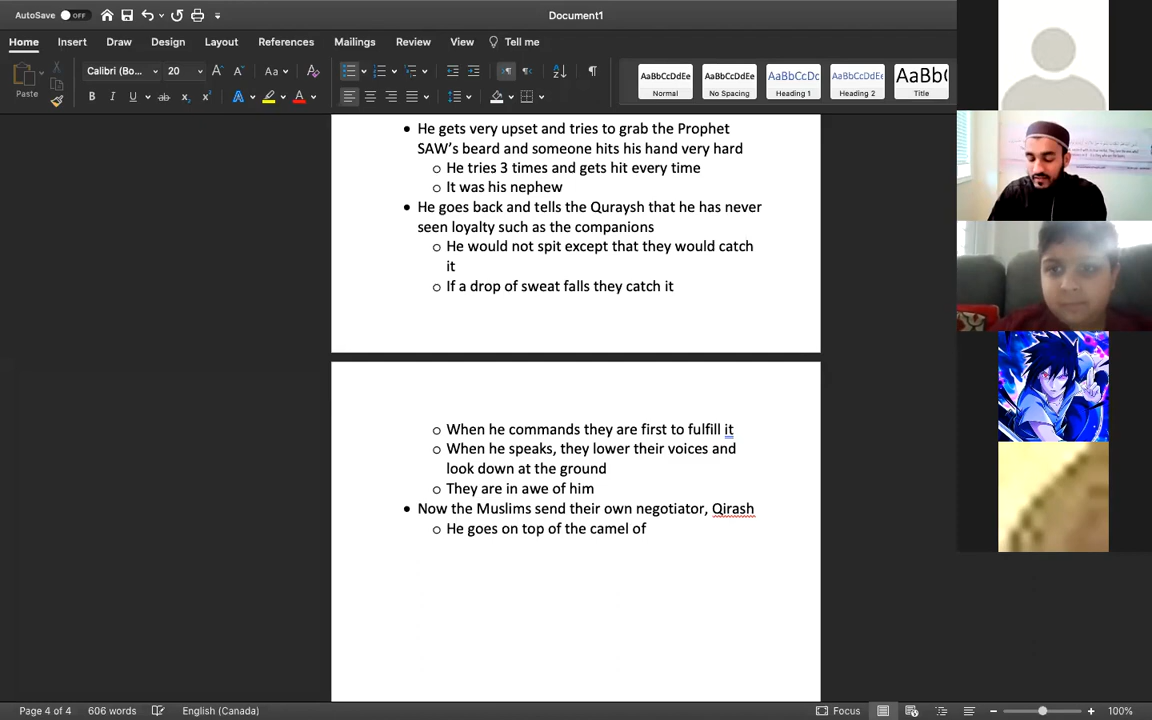 AutoSave OFF
Document1
Home Insert Draw Design Layout References Mailings Review View Tell me
Paste
Calibri (Bo... 20
AaBbCcDdEe
Normal
AaBbCcDdEe
No Spacing
AaBbCcDc
Heading 1
AaBbCcDdEe
Heading 2
AaBb(
Title
• He gets very upset and tries to grab the Prophet
SAW's beard and someone hits his hand very hard
o He tries 3 times and gets hit every time
o It was his nephew
• He goes back and tells the Quraysh that he has never
seen loyalty such as the companions
o He would not spit except that they would catch
it
o If a drop of sweat falls they catch it
o When he commands they are first to fulfill it
o When he speaks, they lower their voices and
look down at the ground
o They are in awe of him
• Now the Muslims send their own negotiator, Qirash
o He goes on top of the camel of
Page 4 of 4 606 words English (Canada) Focus 100%